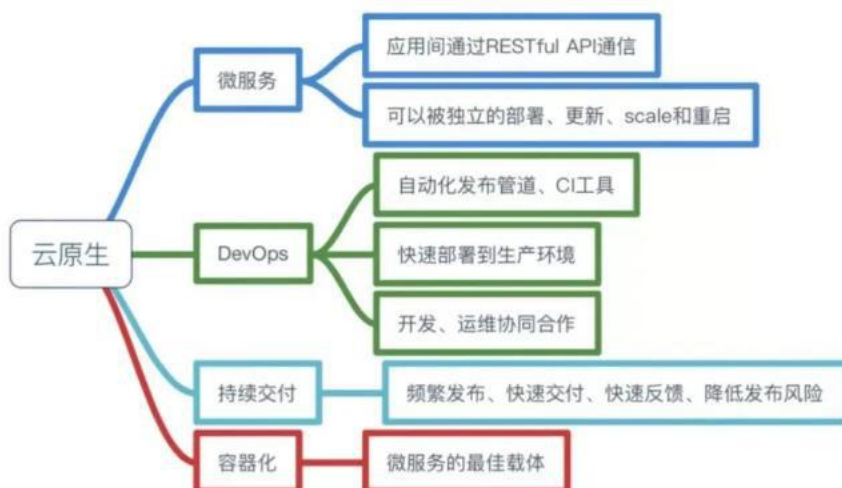 云原生
微服务
应用间通过RESTful API通信
可以被独立的部署、更新、scale和重启
DevOps
自动化发布管道、CI工具
快速部署到生产环境
开发、运维协同合作
持续交付
频繁发布、快速交付、快速反馈、降低发布风险
容器化
微服务的最佳载体